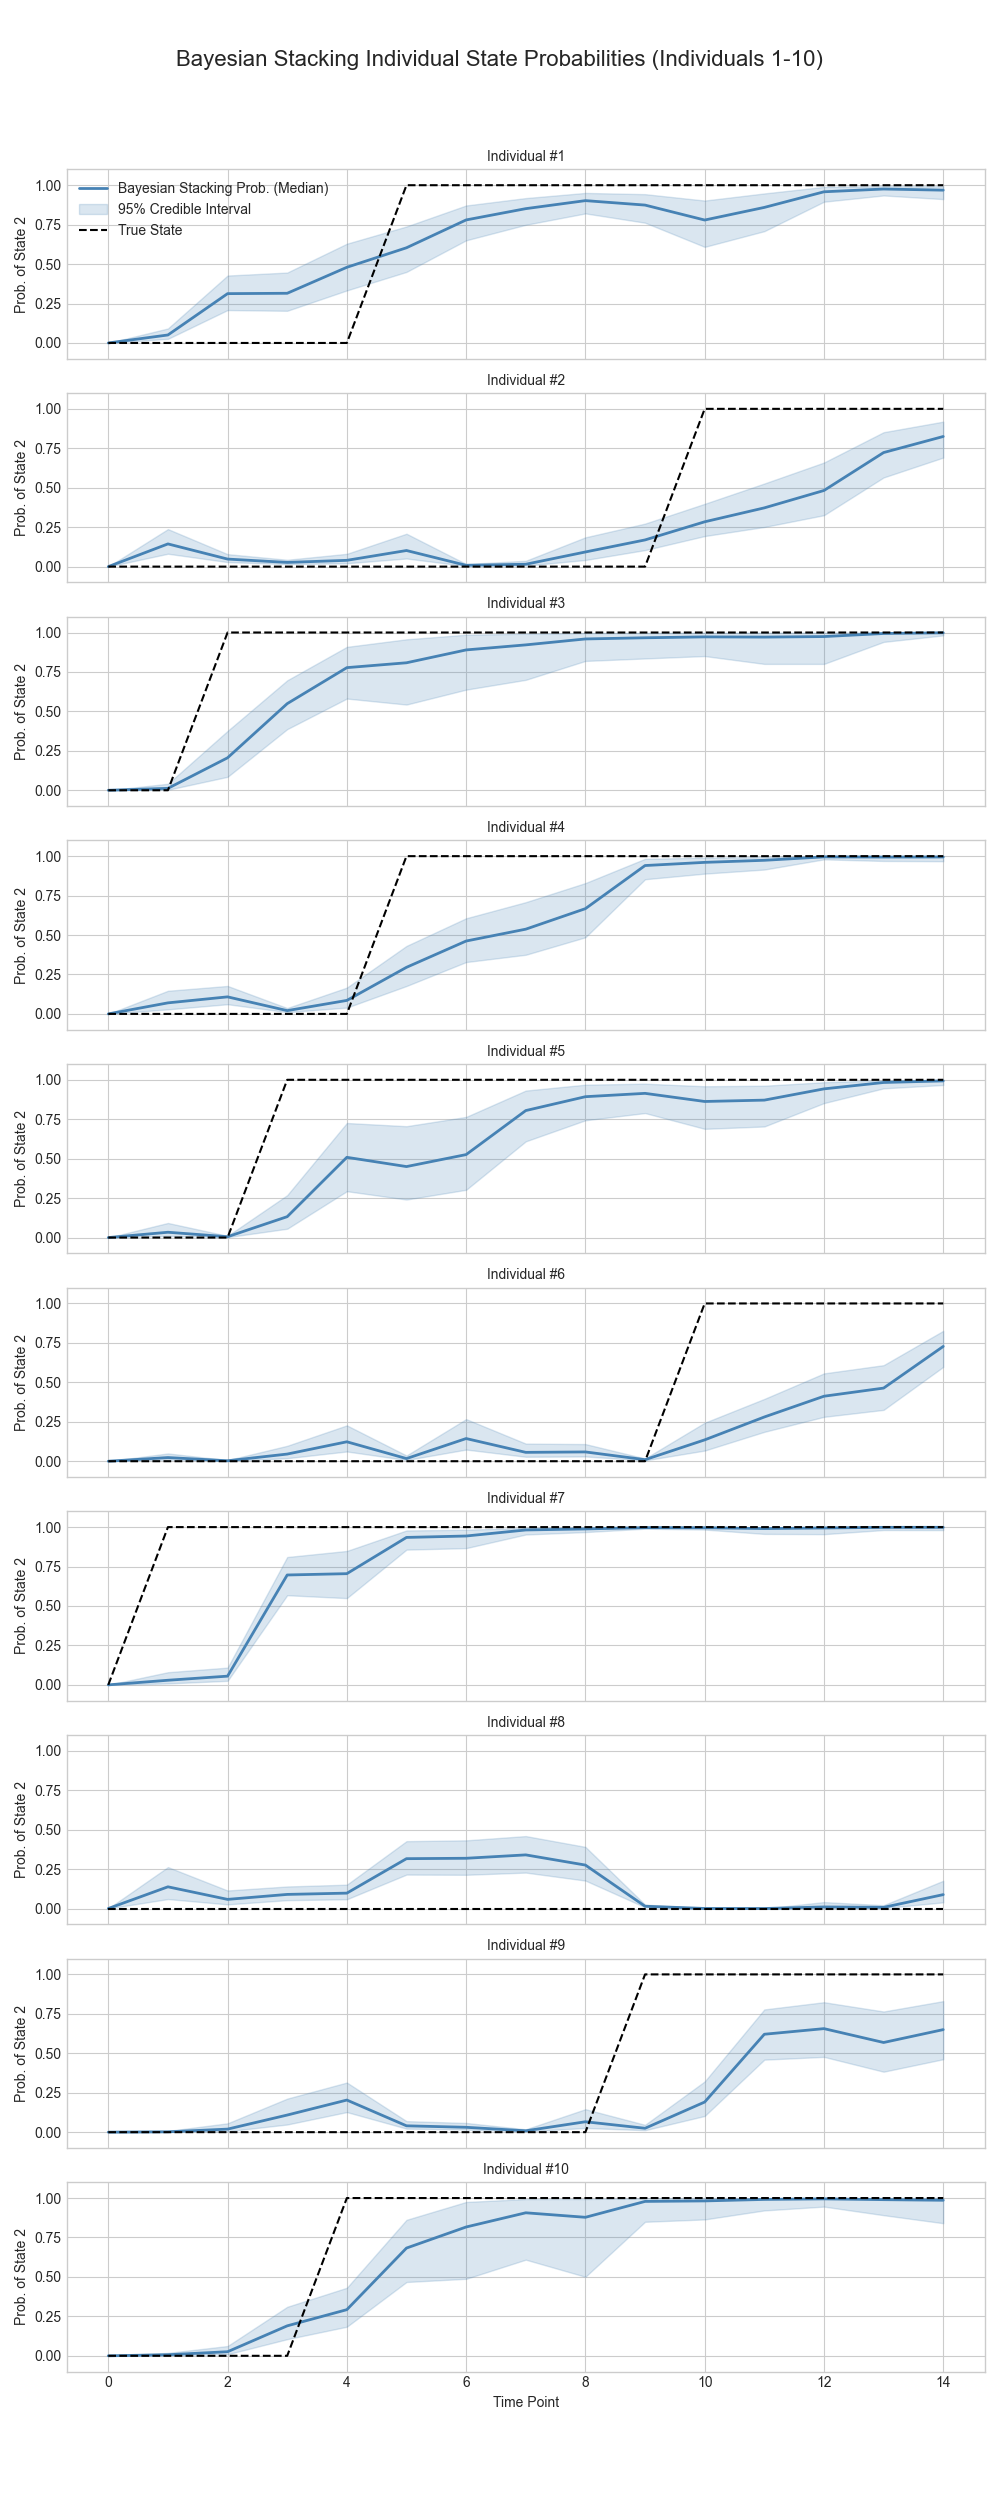 Bayesian Stacking Individual State Probabilities (Individuals 1-10)
Individual #1
Prob. of State 2
1.00
0.75
0.50
0.25
0.00
Bayesian Stacking Prob. (Median)
95% Credible Interval
True State
Individual #2
Prob. of State 2
1.00
0.75
0.50
0.25
0.00
Individual #3
Prob. of State 2
1.00
0.75
0.50
0.25
0.00
Individual #4
Prob. of State 2
1.00
0.75
0.50
0.25
0.00
Individual #5
Prob. of State 2
1.00
0.75
0.50
0.25
0.00
Individual #6
Prob. of State 2
1.00
0.75
0.50
0.25
0.00
Individual #7
Prob. of State 2
1.00
0.75
0.50
0.25
0.00
Individual #8
Prob. of State 2
1.00
0.75
0.50
0.25
0.00
Individual #9
Prob. of State 2
1.00
0.75
0.50
0.25
0.00
Individual #10
Prob. of State 2
1.00
0.75
0.50
0.25
0.00
0 2 4 6 8 10 12 14
Time Point